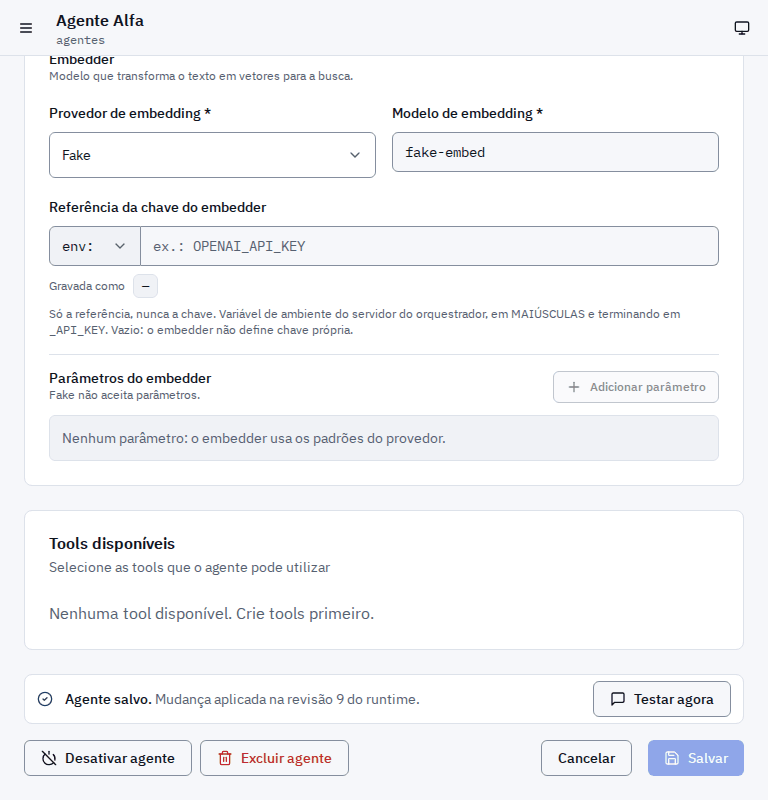 Agente Alfa
agentes
Embedder
Modelo que transforma o texto em vetores para a busca.
Provedor de embedding *
Modelo de embedding *
Fake
fake-embed
Referência da chave do embedder
env:
ex.: OPENAI_API_KEY
Gravada como —
Só a referência, nunca a chave. Variável de ambiente do servidor do orquestrador, em MAIÚSCULAS e terminando em
_API_KEY. Vazio: o embedder não define chave própria.
Parâmetros do embedder
Fake não aceita parâmetros.
Adicionar parâmetro
Nenhum parâmetro: o embedder usa os padrões do provedor.
Tools disponíveis
Selecione as tools que o agente pode utilizar
Nenhuma tool disponível. Crie tools primeiro.
Agente salvo. Mudança aplicada na revisão 9 do runtime.
Testar agora
Desativar agente
Excluir agente
Cancelar
Salvar